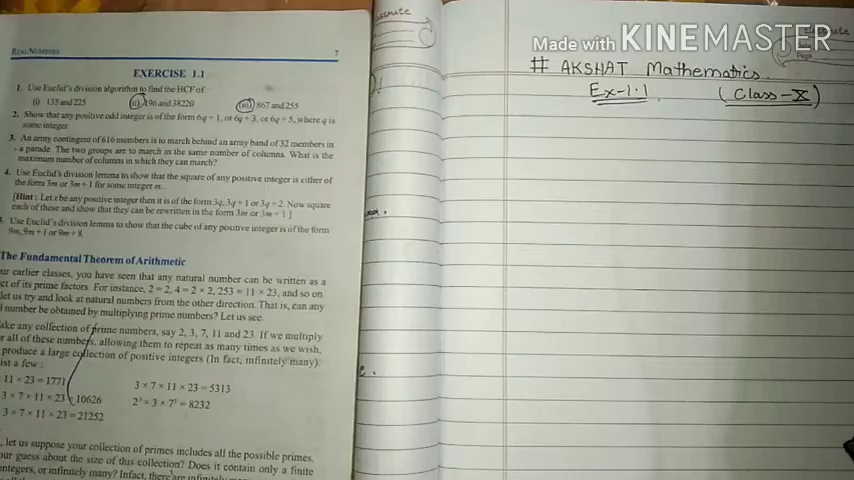 REAL NUMBERS 7
EXERCISE 1.1
1. Use Euclid's division algorithm to find the HCF of
(i) 135 and 225 (ii) 196 and 38220 (iii) 867 and 255
2. Show that any positive odd integer is of the form 6q + 1, or 6q + 3, or 6q + 5, where q is
some integer.
3. An army contingent of 616 members is to march behind an army band of 32 members in
a parade. The two groups are to march in the same number of columns. What is the
maximum number of columns in which they can march?
4. Use Euclid's division lemma to show that the square of any positive integer is either of
the form 3m or 3m + 1 for some integer m.
[Hint : Let x be any positive integer then it is of the form 3q, 3q + 1 or 3q + 2. Now square
each of these and show that they can be rewritten in the form 3m or 3m + 1.]
Use Euclid's division lemma to show that the cube of any positive integer is of the form
9m, 9m + 1 or 9m + 8.
The Fundamental Theorem of Arithmetic
ur earlier classes, you have seen that any natural number can be written as a
ct of its prime factors. For instance, 2 = 2, 4 = 2 × 2, 253 = 11 × 23, and so on
let us try and look at natural numbers from the other direction. That is, can any
l number be obtained by multiplying prime numbers? Let us see.
ake any collection of prime numbers, say 2, 3, 7, 11 and 23. If we multiply
r all of these numbers, allowing them to repeat as many times as we wish,
produce a large collection of positive integers (In fact, infinitely many).
ist a few :
11 × 23 = 1771 3 × 7 × 11 × 23 = 5313
3 × 7 × 11 × 23 = 10626 2³ × 3 × 7³ = 8232
3 × 7 × 11 × 23 = 21252
, let us suppose your collection of primes includes all the possible primes.
our guess about the size of this collection? Does it contain only a finite
integers, or infinitely many? Infact, there are infinitely
Made with KINEMASTER
# AKSHAT Mathematics.
Ex-1.1 (Class-X)